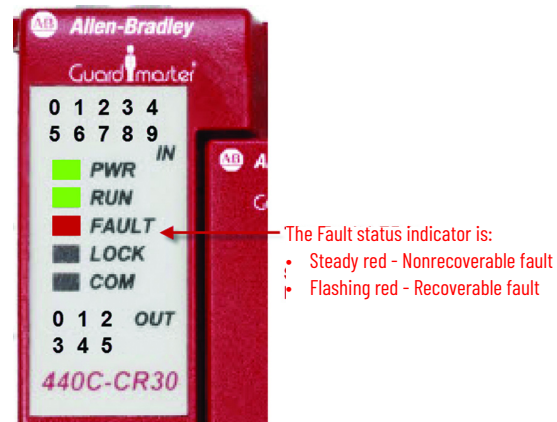 AB Allen-Bradley
Guardmaster
0 1 2 3 4
5 6 7 8 9
IN
PWR
RUN
FAULT
LOCK
COM
0 1 2 OUT
3 4 5
440C-CR30
AB A
G
The Fault status indicator is:
• Steady red - Nonrecoverable fault
• Flashing red - Recoverable fault